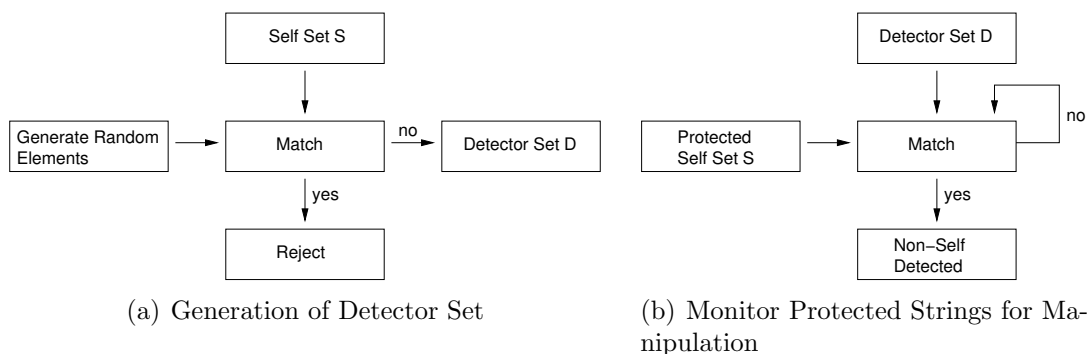 Self Set S
Generate Random
Elements
Match
no
Detector Set D
yes
Reject
(a) Generation of Detector Set
Detector Set D
Protected
Self Set S
Match
no
yes
Non−Self
Detected
(b) Monitor Protected Strings for Ma-
nipulation